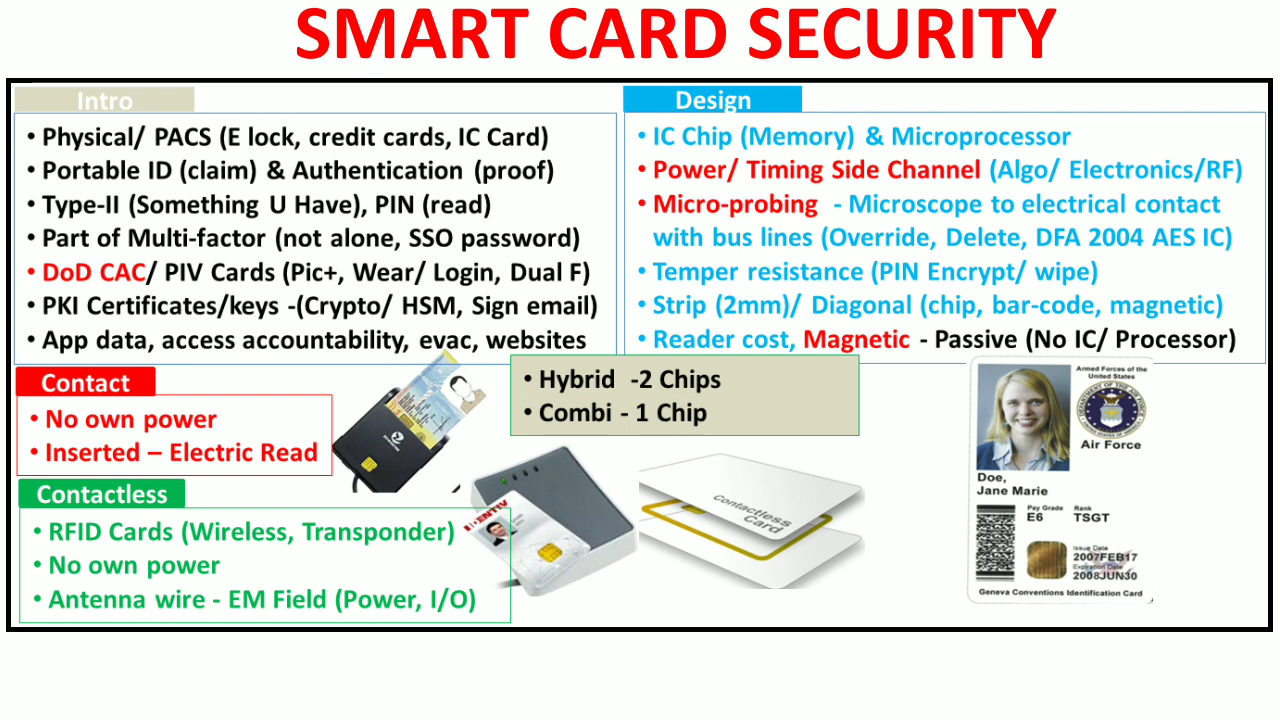 SMART CARD SECURITY
Intro
• Physical/ PACS (E lock, credit cards, IC Card)
• Portable ID (claim) & Authentication (proof)
• Type-II (Something U Have), PIN (read)
• Part of Multi-factor (not alone, SSO password)
• DoD CAC/ PIV Cards (Pic+, Wear/ Login, Dual F)
• PKI Certificates/keys -(Crypto/ HSM, Sign email)
• App data, access accountability, evac, websites
Design
• IC Chip (Memory) & Microprocessor
• Power/ Timing Side Channel (Algo/ Electronics/RF)
• Micro-probing - Microscope to electrical contact
with bus lines (Override, Delete, DFA 2004 AES IC)
• Temper resistance (PIN Encrypt/ wipe)
• Strip (2mm)/ Diagonal (chip, bar-code, magnetic)
• Reader cost, Magnetic - Passive (No IC/ Processor)
Contact
• No own power
• Inserted – Electric Read
• Hybrid -2 Chips
• Combi - 1 Chip
Contactless
• RFID Cards (Wireless, Transponder)
• No own power
• Antenna wire - EM Field (Power, I/O)
IDENTIV
Contactless
Card
Armed Forces of the
United States
Air Force
Doe,
Jane Marie
Pay Grade Rank
E6 TSGT
Issue Date
2007FEB17
Expiration Date
2008JUN30
Geneva Conventions Identification Card